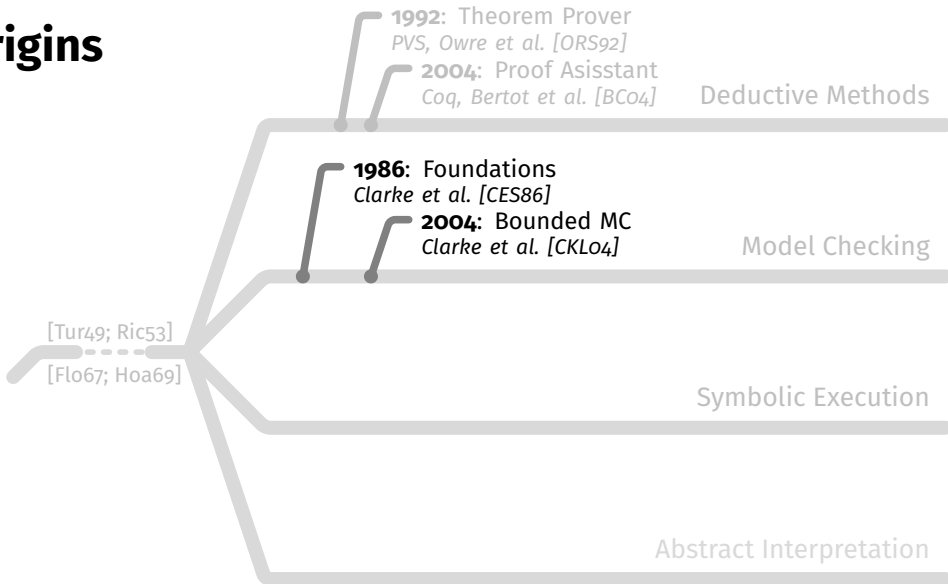 rigins
1992: Theorem Prover
PVS, Owre et al. [ORS92]
2004: Proof Asisstant
Coq, Bertot et al. [BC04]
Deductive Methods
1986: Foundations
Clarke et al. [CES86]
2004: Bounded MC
Clarke et al. [CKL04]
Model Checking
[Tur49; Ric53]
[Flo67; Hoa69]
Symbolic Execution
Abstract Interpretation